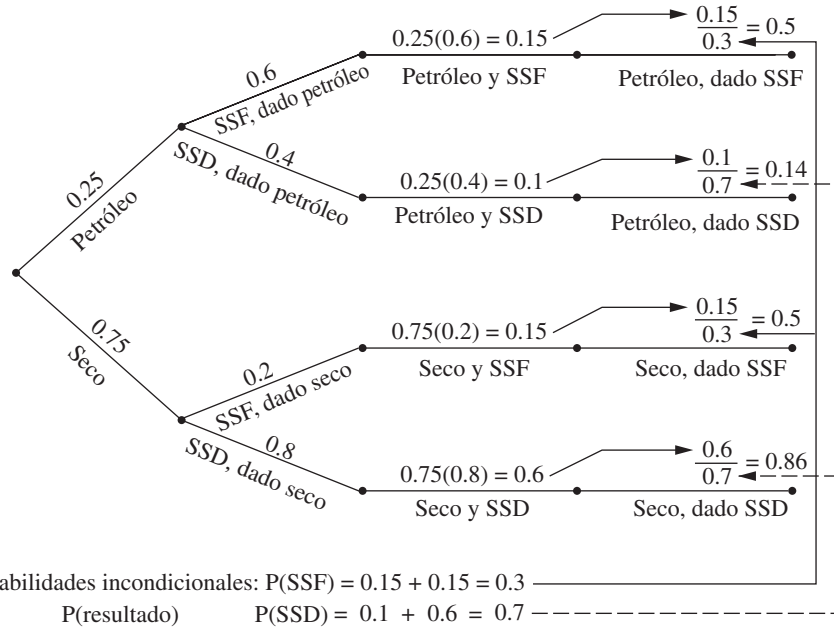 0.25
Petróleo
0.75
Seco
0.6
SSF, dado petróleo
0.4
SSD, dado petróleo
0.2
SSF, dado seco
0.8
SSD, dado seco
0.25(0.6) = 0.15
Petróleo y SSF
0.15
0.3
= 0.5
Petróleo, dado SSF
0.25(0.4) = 0.1
Petróleo y SSD
0.1
0.7
= 0.14
Petróleo, dado SSD
0.75(0.2) = 0.15
Seco y SSF
0.15
0.3
= 0.5
Seco, dado SSF
0.75(0.8) = 0.6
Seco y SSD
0.6
0.7
= 0.86
Seco, dado SSD
abilidades incondicionales: P(SSF) = 0.15 + 0.15 = 0.3
P(resultado) P(SSD) = 0.1 + 0.6 = 0.7